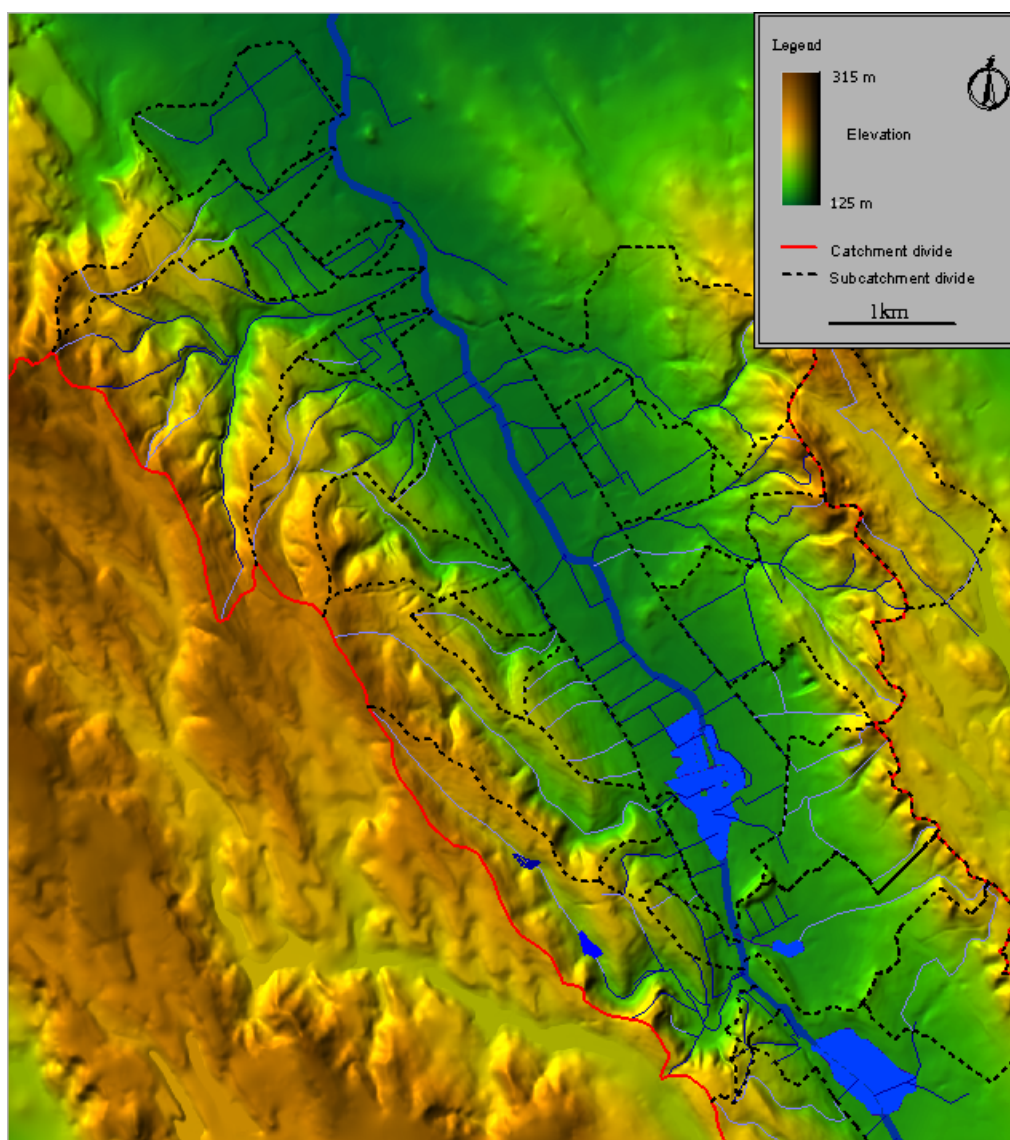 Legend
315 m
Elevation
125 m
Catchment divide
Subcatchment divide
1km